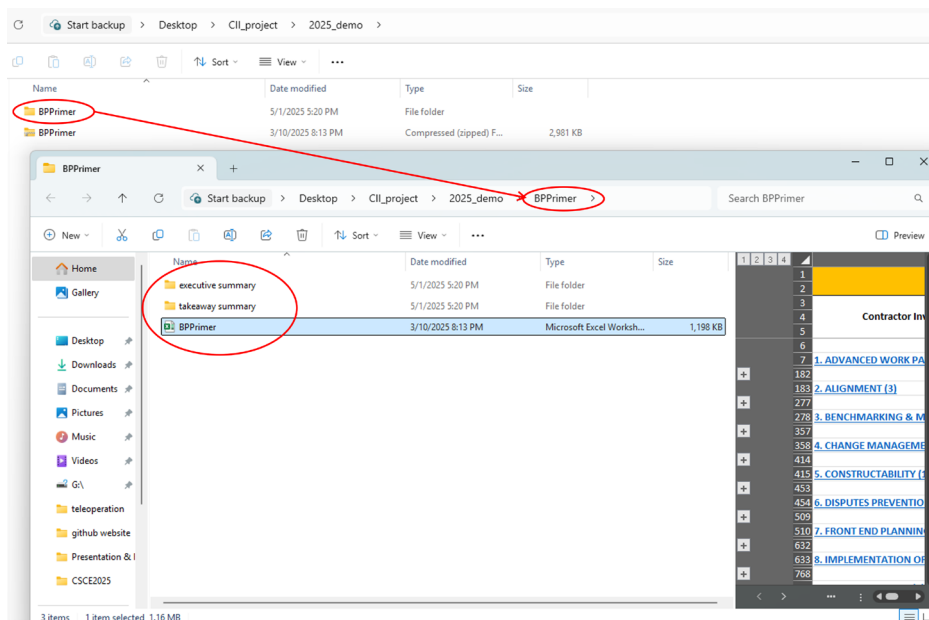 Start backup > Desktop > CII_project > 2025_demo >
Sort View ...
Name Date modified Type Size
BPPrimer 5/1/2025 5:20 PM File folder
BPPrimer 3/10/2025 8:13 PM Compressed (zipped) F... 2,981 KB
BPPrimer
Start backup > Desktop > CII_project > 2025_demo > BPPrimer > Search BPPrimer
New Sort View ... Preview
Name Date modified Type Size
executive summary 5/1/2025 5:20 PM File folder
takeaway summary 5/1/2025 5:20 PM File folder
BPPrimer 3/10/2025 8:13 PM Microsoft Excel Worksh... 1,198 KB
Home
Gallery
Desktop
Downloads
Documents
Pictures
Music
Videos
G:\
teleoperation
github website
Presentation &
CSCE2025
3 items 1 item selected 1.16 MB
1 2 3 4
1
2
3
4 Contractor Inv
5
6
7 1. ADVANCED WORK PA
182
183 2. ALIGNMENT (3)
277
278 3. BENCHMARKING & M
357
358 4. CHANGE MANAGEME
414
415 5. CONSTRUCTABILITY (1
453
454 6. DISPUTES PREVENTIO
509
510 7. FRONT END PLANNIN
632
633 8. IMPLEMENTATION OF
768